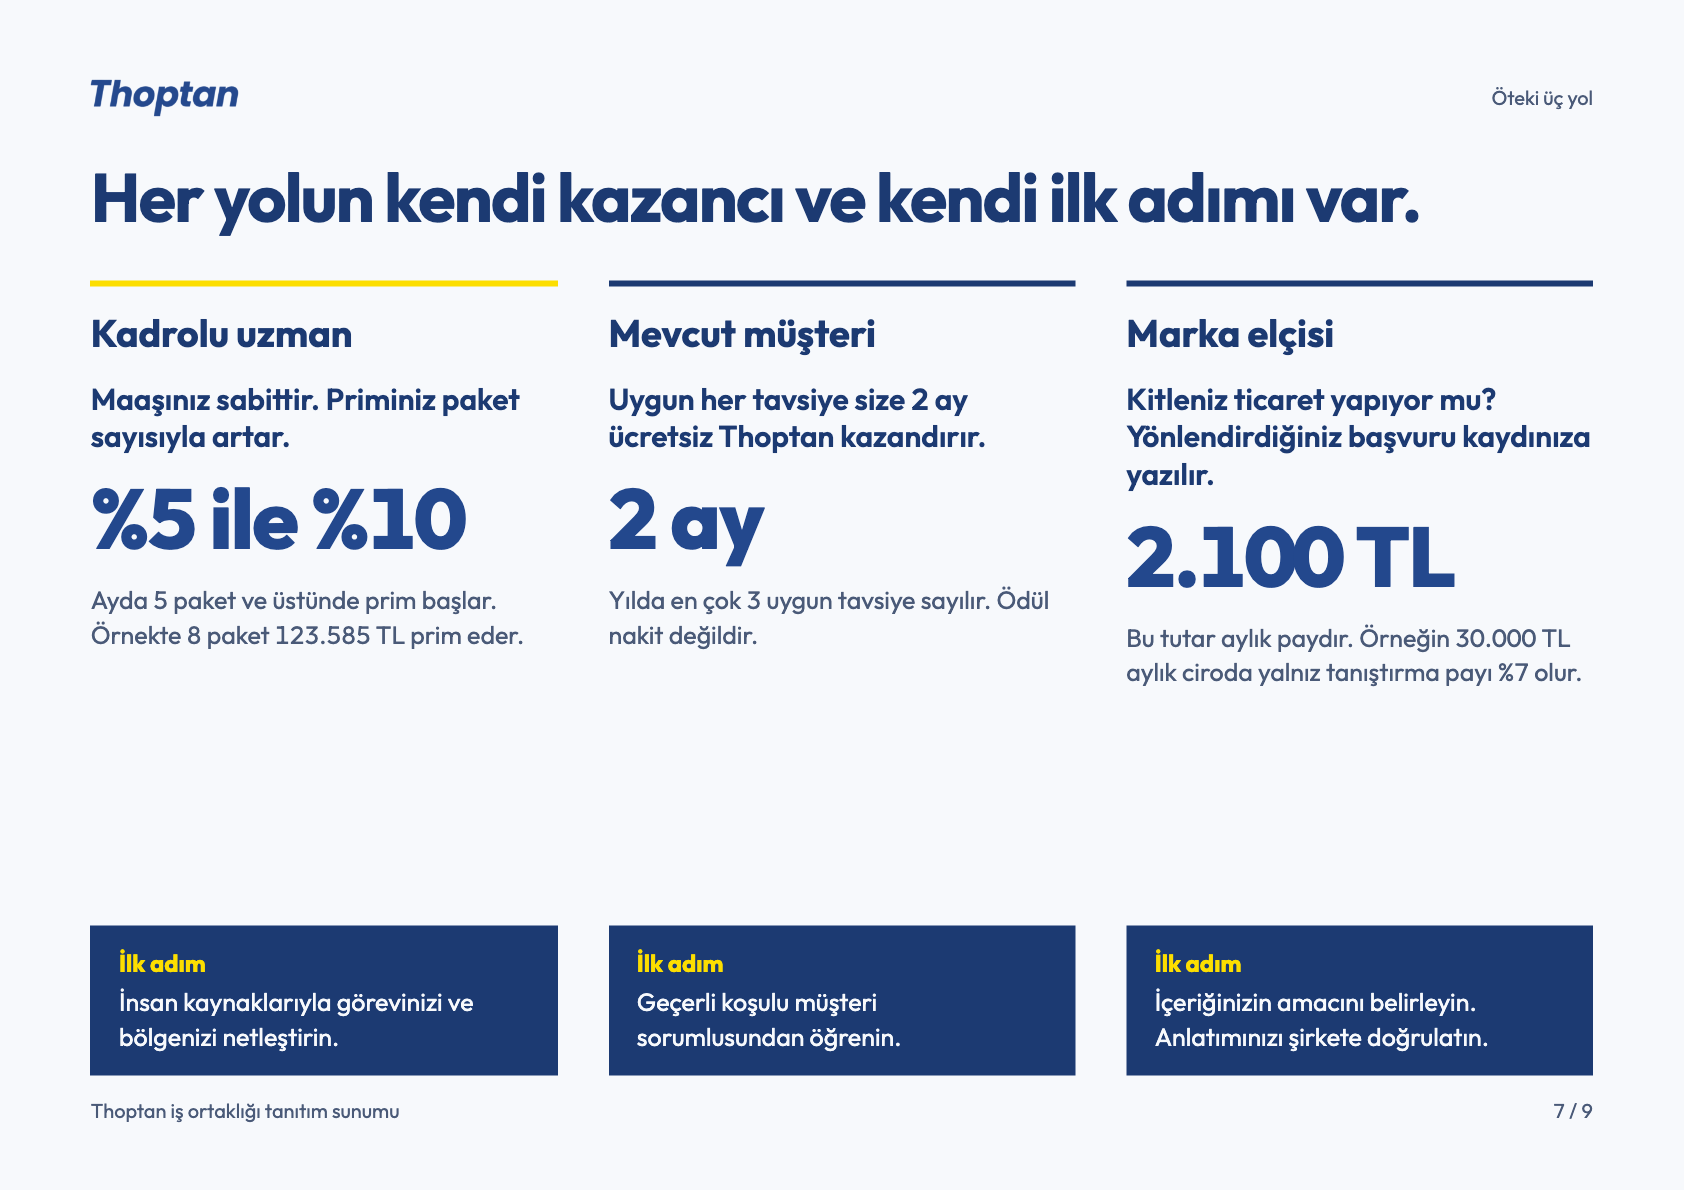 Thoptan
Öteki üç yol
Her yolun kendi kazancı ve kendi ilk adımı var.
Kadrolu uzman
Maaşınız sabittir. Priminiz paket
sayısıyla artar.
%5 ile %10
Ayda 5 paket ve üstünde prim başlar.
Örnekte 8 paket 123.585 TL prim eder.
Mevcut müşteri
Uygun her tavsiye size 2 ay
ücretsiz Thoptan kazandırır.
2 ay
Yılda en çok 3 uygun tavsiye sayılır. Ödül
nakit değildir.
Marka elçisi
Kitleniz ticaret yapıyor mu?
Yönlendirdiğiniz başvuru kaydınıza
yazılır.
2.100 TL
Bu tutar aylık paydır. Örneğin 30.000 TL
aylık ciroda yalnız tanıştırma payı %7 olur.
İlk adım
İnsan kaynaklarıyla görevinizi ve
bölgenizi netleştirin.
İlk adım
Geçerli koşulu müşteri
sorumlusundan öğrenin.
İlk adım
İçeriğinizin amacını belirleyin.
Anlatımınızı şirkete doğrulatın.
Thoptan iş ortaklığı tanıtım sunumu
7 / 9